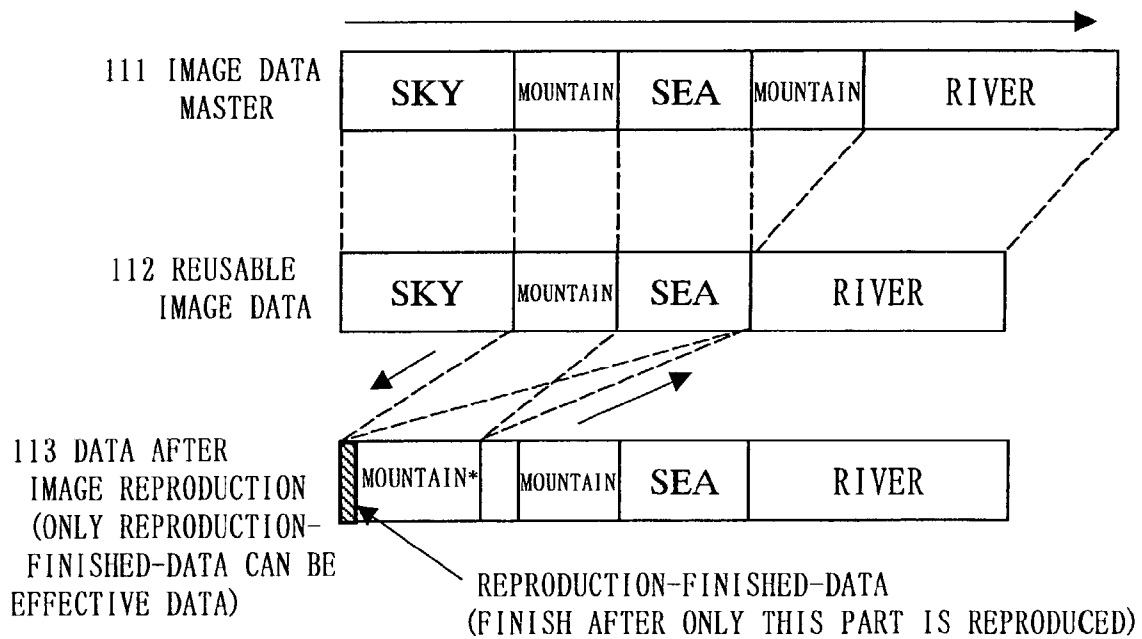 111 IMAGE DATA
MASTER
SKY MOUNTAIN SEA MOUNTAIN RIVER
112 REUSABLE
IMAGE DATA
SKY MOUNTAIN SEA RIVER
113 DATA AFTER
IMAGE REPRODUCTION
(ONLY REPRODUCTION-
FINISHED-DATA CAN BE
EFFECTIVE DATA)
MOUNTAIN* MOUNTAIN SEA RIVER
REPRODUCTION-FINISHED-DATA
(FINISH AFTER ONLY THIS PART IS REPRODUCED)